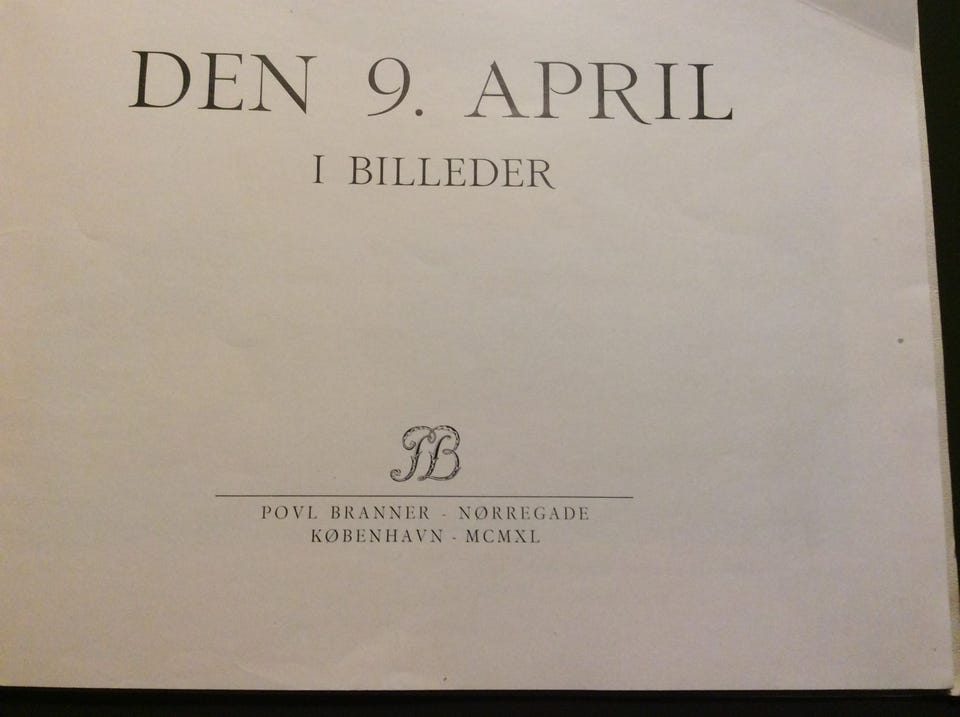 DEN 9. APRIL
I BILLEDER
PB
POVL BRANNER - NØRREGADE
KØBENHAVN - MCMXL